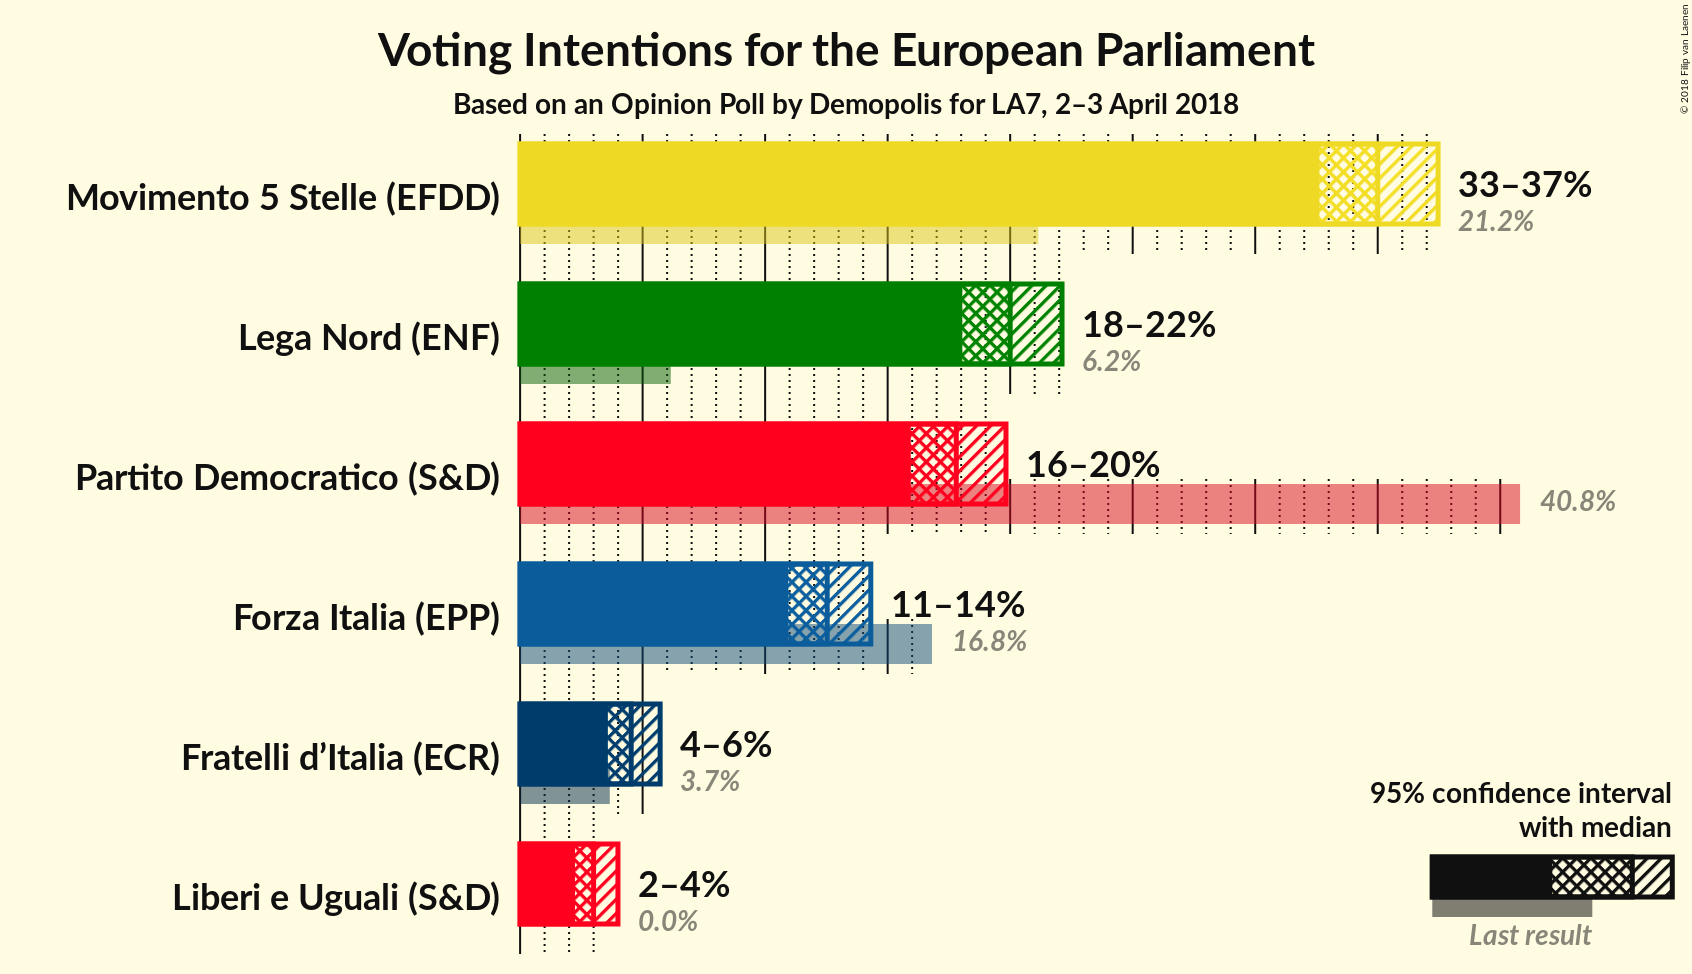 Voting Intentions for the European Parliament
Based on an Opinion Poll by Demopolis for LA7, 2–3 April 2018
© 2018 Filip van Laenen
Movimento 5 Stelle (EFDD)
33–37%
21.2%
Lega Nord (ENF)
18–22%
6.2%
Partito Democratico (S&D)
16–20%
40.8%
Forza Italia (EPP)
11–14%
16.8%
Fratelli d’Italia (ECR)
4–6%
3.7%
Liberi e Uguali (S&D)
2–4%
0.0%
95% confidence interval
with median
Last result